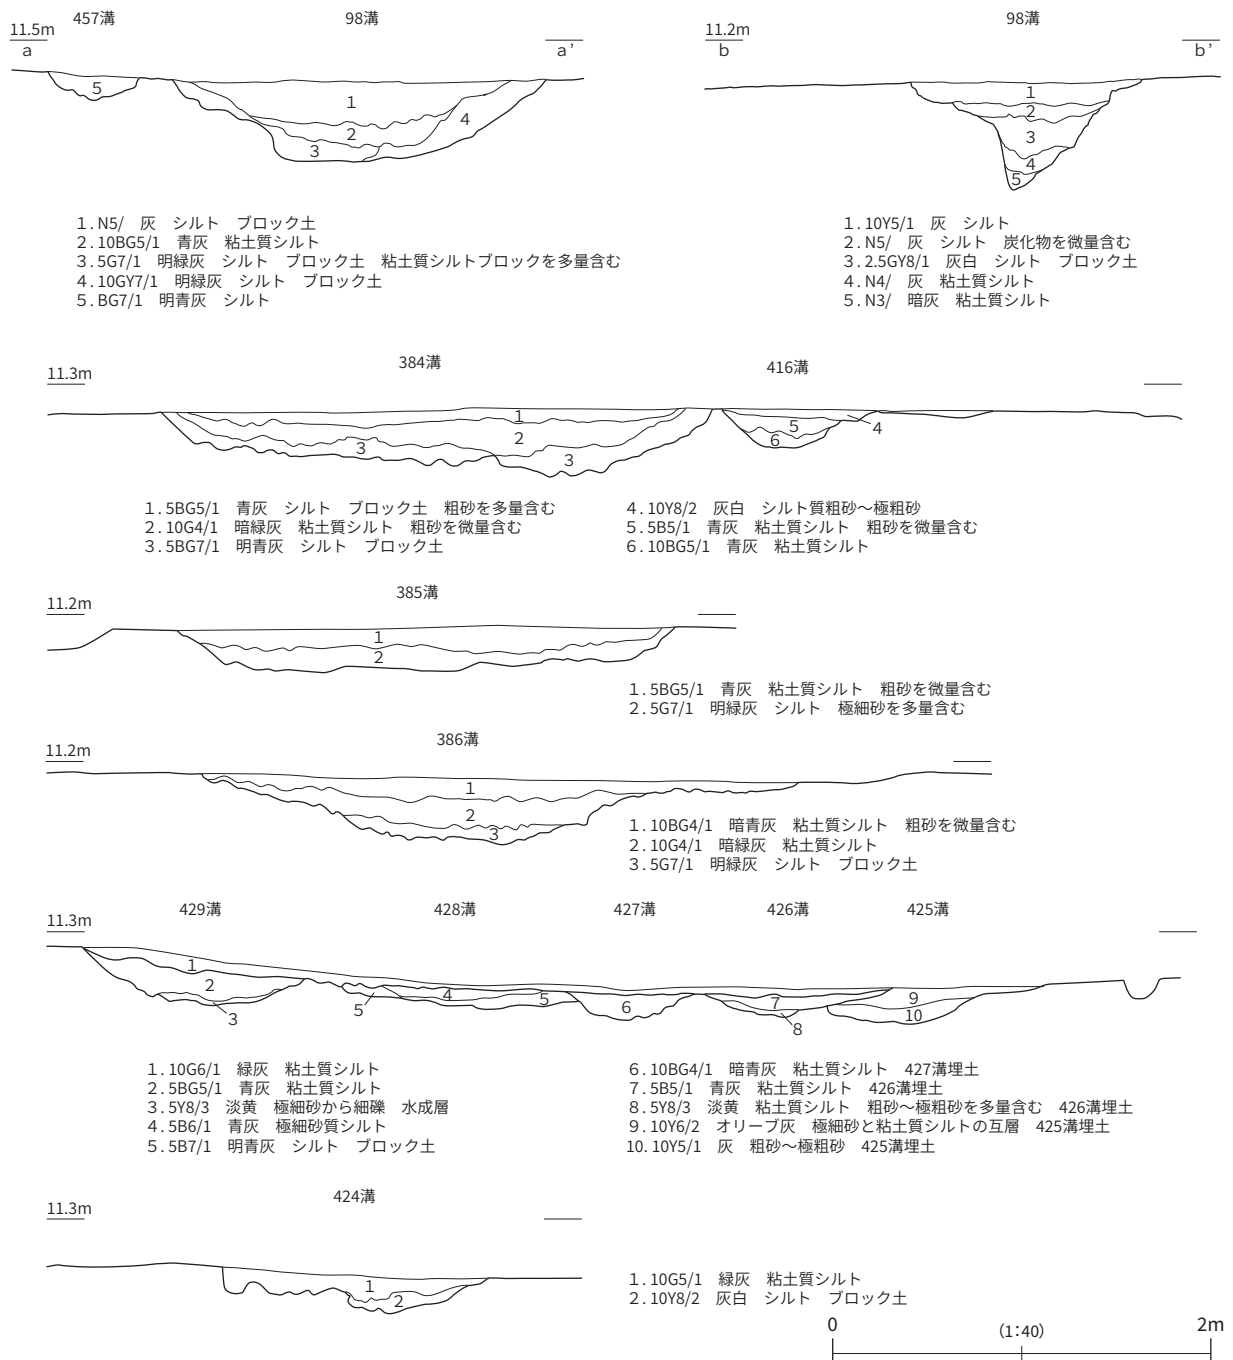 457溝　98溝
11.5m
a　a'
5
1
2
3
4
1. N5/　灰　シルト　ブロック土
2. 10BG5/1　青灰　粘土質シルト
3. 5G7/1　明緑灰　シルト　ブロック土　粘土質シルトブロックを多量含む
4. 10GY7/1　明緑灰　シルト　ブロック土
5. BG7/1　明青灰　シルト
98溝
11.2m
b　b'
1
2
3
4
5
1. 10Y5/1　灰　シルト
2. N5/　灰　シルト　炭化物を微量含む
3. 2.5GY8/1　灰白　シルト　ブロック土
4. N4/　灰　粘土質シルト
5. N3/　暗灰　粘土質シルト
384溝　416溝
11.3m
1
2
3　3
5　4
6
1. 5BG5/1　青灰　シルト　ブロック土　粗砂を多量含む
2. 10G4/1　暗緑灰　粘土質シルト　粗砂を微量含む
3. 5BG7/1　明青灰　シルト　ブロック土
4. 10Y8/2　灰白　シルト質粗砂～極粗砂
5. 5B5/1　青灰　粘土質シルト　粗砂を微量含む
6. 10BG5/1　青灰　粘土質シルト
385溝
11.2m
1
2
1. 5BG5/1　青灰　粘土質シルト　粗砂を微量含む
2. 5G7/1　明緑灰　シルト　極細砂を多量含む
386溝
11.2m
1
2
3
1. 10BG4/1　暗青灰　粘土質シルト　粗砂を微量含む
2. 10G4/1　暗緑灰　粘土質シルト
3. 5G7/1　明緑灰　シルト　ブロック土
429溝　428溝　427溝　426溝　425溝
11.3m
1
2
3
5　4　5
6
7
8
9
10
1. 10G6/1　緑灰　粘土質シルト
2. 5BG5/1　青灰　粘土質シルト
3. 5Y8/3　淡黄　極細砂から細礫　水成層
4. 5B6/1　青灰　極細砂質シルト
5. 5B7/1　明青灰　シルト　ブロック土
6. 10BG4/1　暗青灰　粘土質シルト　427溝埋土
7. 5B5/1　青灰　粘土質シルト　426溝埋土
8. 5Y8/3　淡黄　粘土質シルト　粗砂～極粗砂を多量含む　426溝埋土
9. 10Y6/2　オリーブ灰　極細砂と粘土質シルトの互層　425溝埋土
10. 10Y5/1　灰　粗砂～極粗砂　425溝埋土
424溝
11.3m
1
2
1. 10G5/1　緑灰　粘土質シルト
2. 10Y8/2　灰白　シルト　ブロック土
0　(1:40)　2m